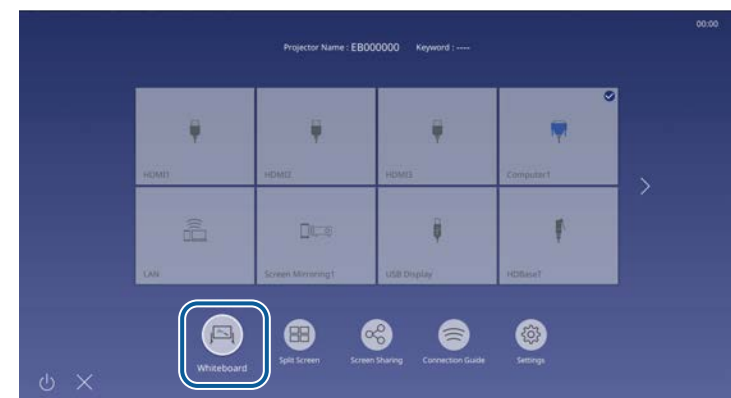 00:00
Projector Name : EB000000 Keyword : ----
HDMI1 HDMI2 HDMI3 Computer1
LAN Screen Mirroring1 USB Display HDBaseT
Whiteboard Split Screen Screen Sharing Connection Guide Settings